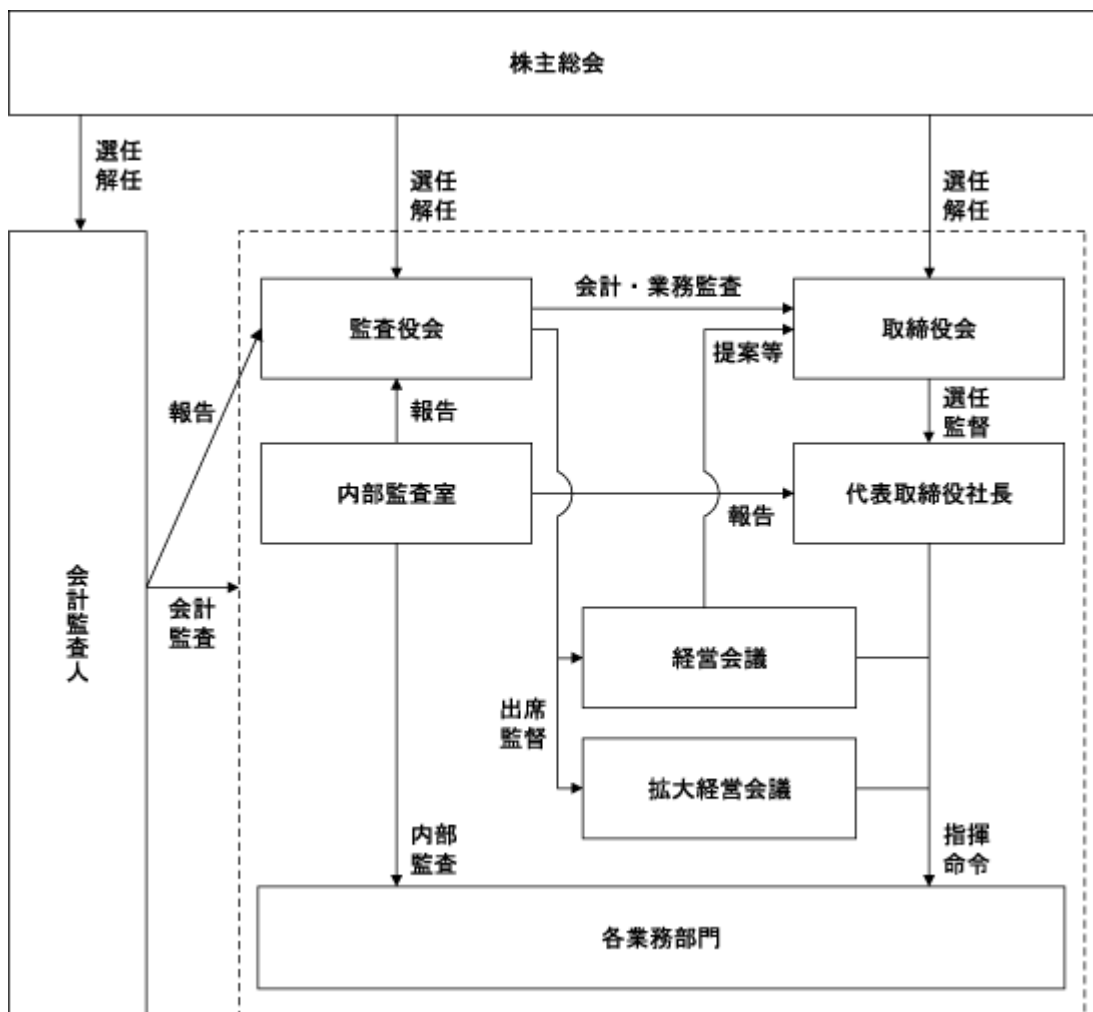 株主総会
選任
解任
選任
解任
選任
解任
監査役会
会計・業務監査
取締役会
提案等
報告
報告
選任
監督
内部監査室
報告
代表取締役社長
会計監査人
会計
監査
経営会議
出席
監督
拡大経営会議
内部
監査
指揮
命令
各業務部門